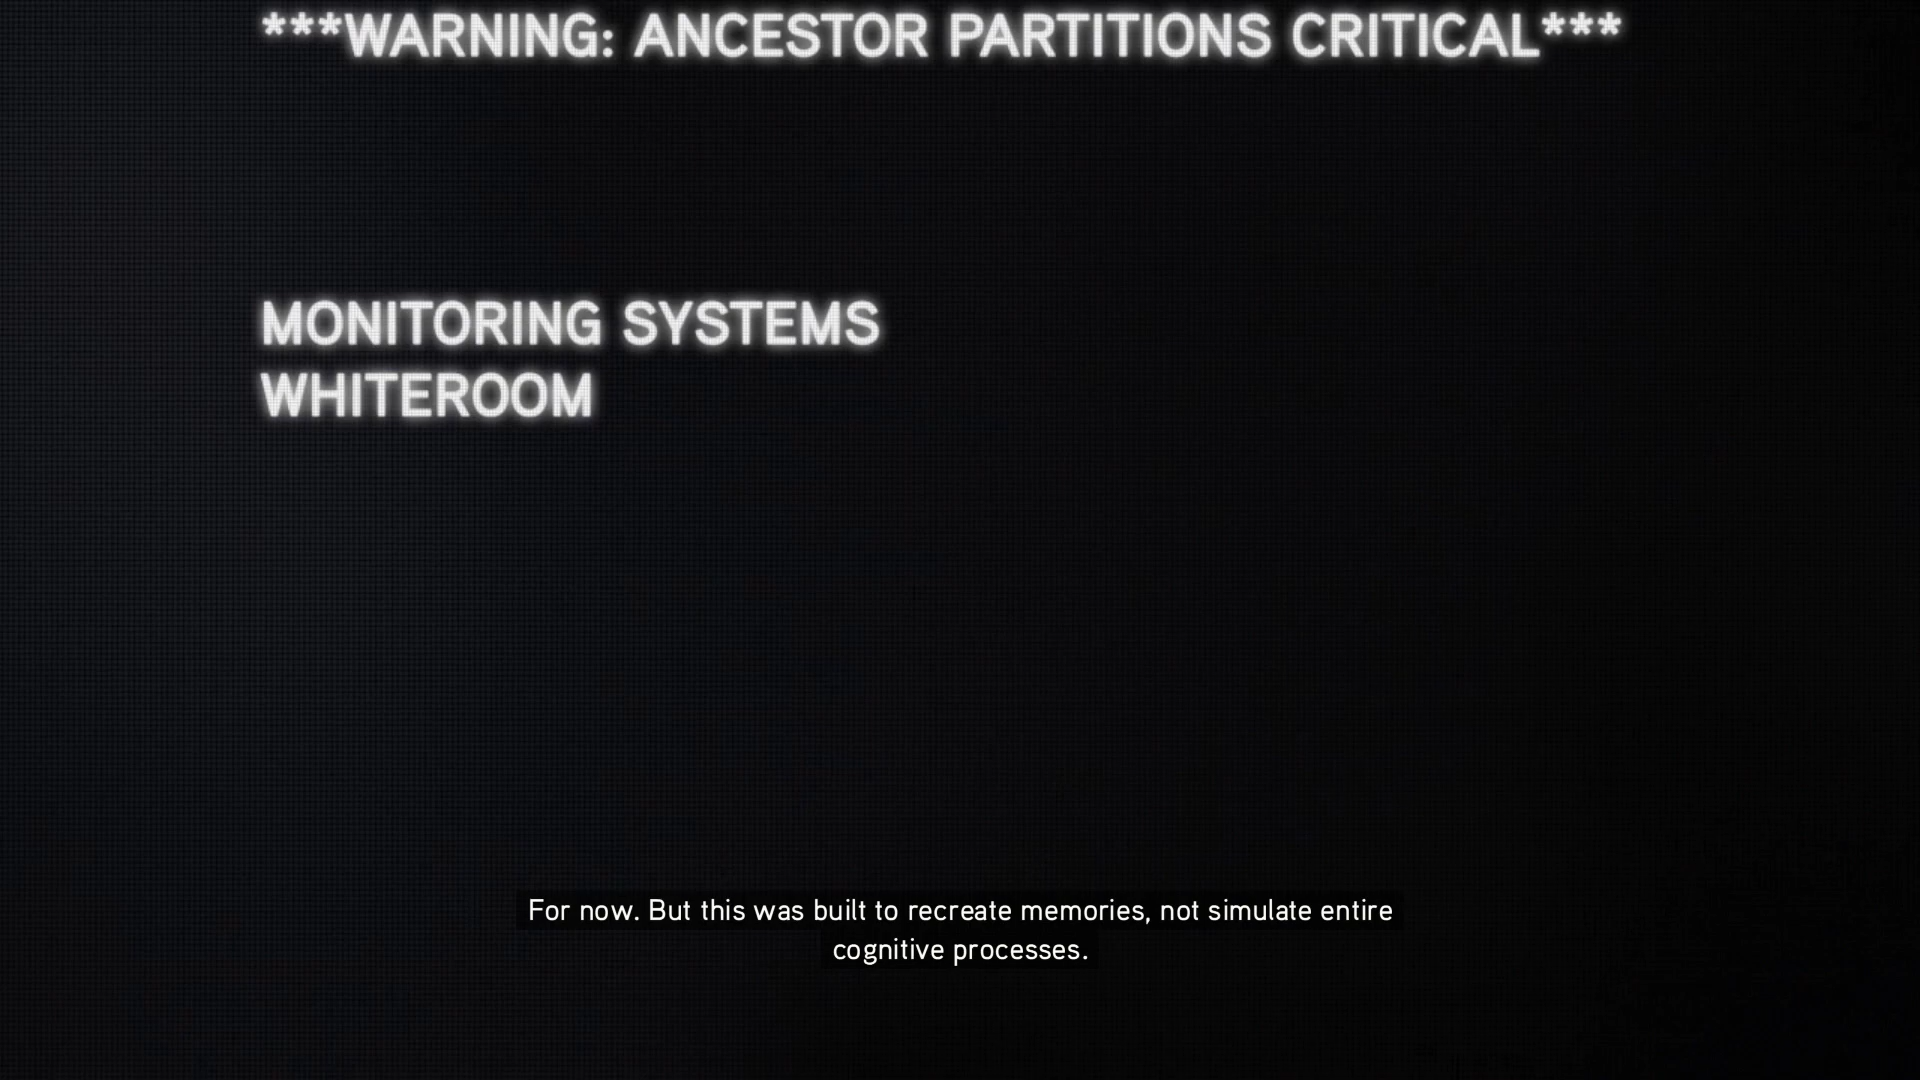 ***WARNING: ANCESTOR PARTITIONS CRITICAL***
MONITORING SYSTEMS
WHITEROOM
For now. But this was built to recreate memories, not simulate entire
cognitive processes.